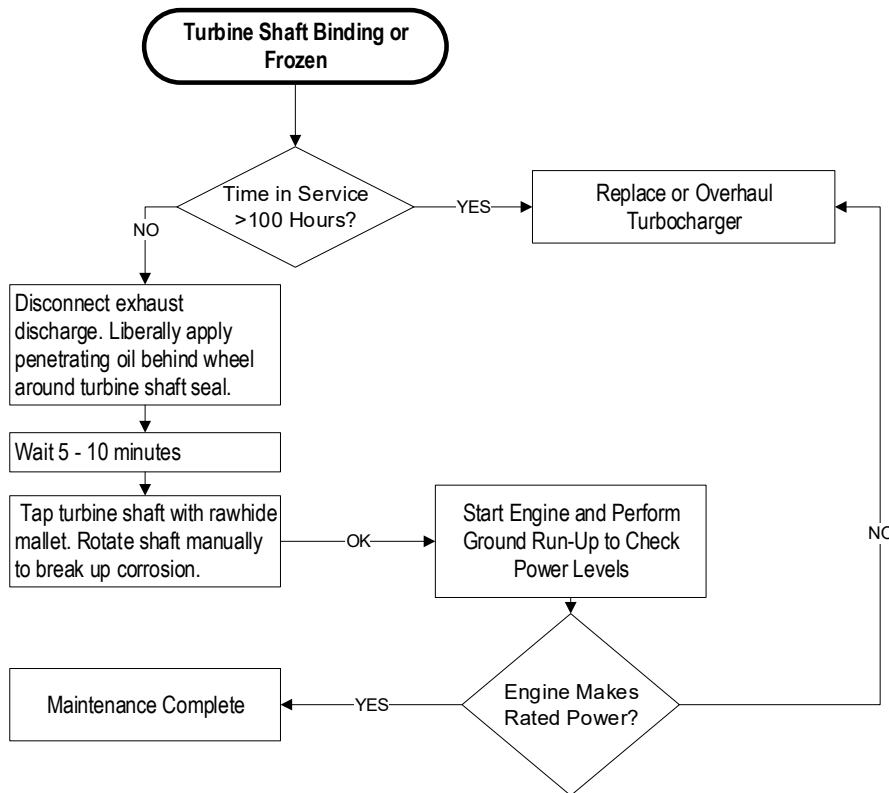 Turbine Shaft Binding or
Frozen
Time in Service
>100 Hours?
YES
Replace or Overhaul
Turbocharger
NO
Disconnect exhaust
discharge. Liberally apply
penetrating oil behind wheel
around turbine shaft seal.
Wait 5 - 10 minutes
Tap turbine shaft with rawhide
mallet. Rotate shaft manually
to break up corrosion.
OK
Start Engine and Perform
Ground Run-Up to Check
Power Levels
NO
Engine Makes
Rated Power?
YES
Maintenance Complete